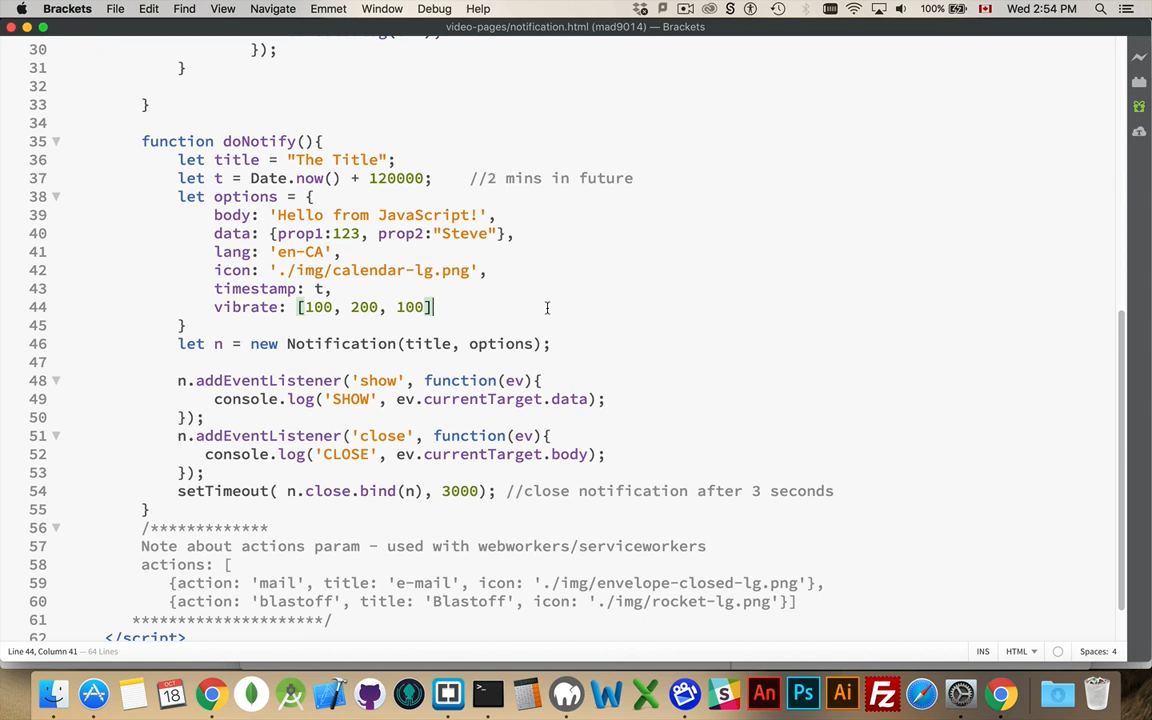 Brackets File Edit Find View Navigate Emmet Window Debug Help 100% Wed 2:54 PM
video-pages/notification.html (mad9014) — Brackets
30 });
31 }
32
33 }
34
35 function doNotify(){
36 let title = "The Title";
37 let t = Date.now() + 120000; //2 mins in future
38 let options = {
39 body: 'Hello from JavaScript!',
40 data: {prop1:123, prop2:"Steve"},
41 lang: 'en-CA',
42 icon: './img/calendar-lg.png',
43 timestamp: t,
44 vibrate: [100, 200, 100]
45 }
46 let n = new Notification(title, options);
47
48 n.addEventListener('show', function(ev){
49 console.log('SHOW', ev.currentTarget.data);
50 });
51 n.addEventListener('close', function(ev){
52 console.log('CLOSE', ev.currentTarget.body);
53 });
54 setTimeout( n.close.bind(n), 3000); //close notification after 3 seconds
55 }
56 /*************
57 Note about actions param - used with webworkers/serviceworkers
58 actions: [
59 {action: 'mail', title: 'e-mail', icon: './img/envelope-closed-lg.png'},
60 {action: 'blastoff', title: 'Blastoff', icon: './img/rocket-lg.png'}]
61 *********************/
62 </script>
Line 44, Column 41 — 64 Lines INS HTML Spaces: 4
OCT 18 W X S An Ps Ai Fz